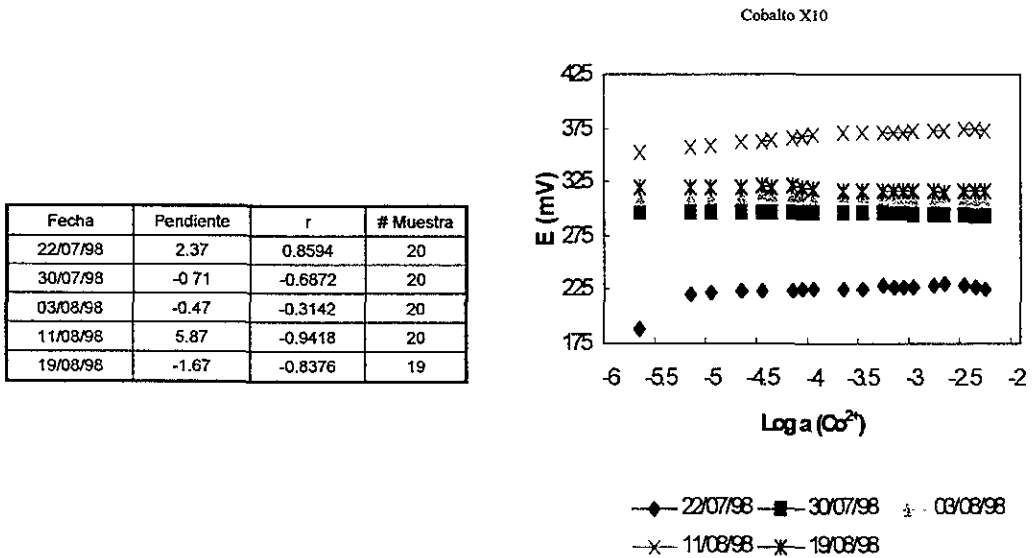 Cobalto X10
Fecha Pendiente r # Muestra
22/07/98 2.37 0.8594 20
30/07/98 -0 71 -0.6872 20
03/08/98 -0.47 -0.3142 20
11/08/98 5.87 -0.9418 20
19/08/98 -1.67 -0.8376 19
E (mV)
425
375
325
275
225
175
-6 -5.5 -5 -4.5 -4 -3.5 -3 -2.5 -2
Log a (Co²⁺)
22/07/98 30/07/98 03/08/98
11/08/98 19/08/98